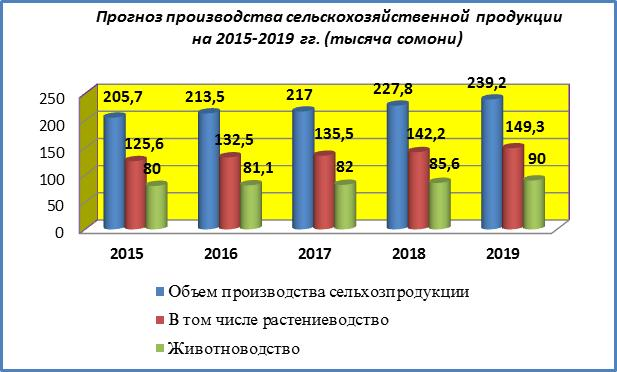 Прогноз производства сельскохозяйственной продукции
на 2015-2019 гг. (тысяча сомони)
205,7 213,5 217 227,8 239,2
125,6 132,5 135,5 142,2 149,3
80 81,1 82 85,6 90
250
200
150
100
50
0
2015 2016 2017 2018 2019
Объем производства сельхозпродукции
В том числе растениеводство
Животноводство